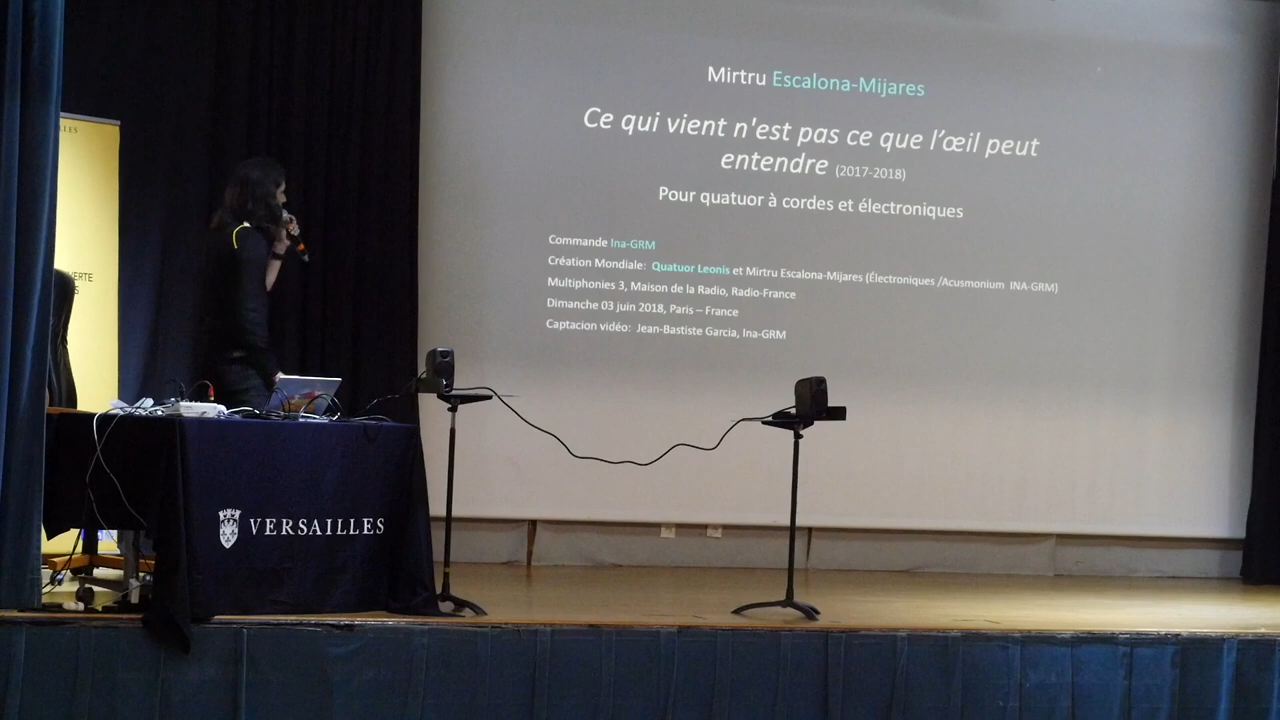 Mirtru Escalona-Mijares
Ce qui vient n'est pas ce que l'œil peut
entendre (2017-2018)
Pour quatuor à cordes et électroniques
Commande Ina-GRM
Création Mondiale: Quatuor Leonis et Mirtru Escalona-Mijares (Électroniques /Acusmonium INA-GRM)
Multiphonies 3, Maison de la Radio, Radio-France
Dimanche 03 juin 2018, Paris – France
Captacion vidéo: Jean-Bastiste Garcia, Ina-GRM
VERSAILLES